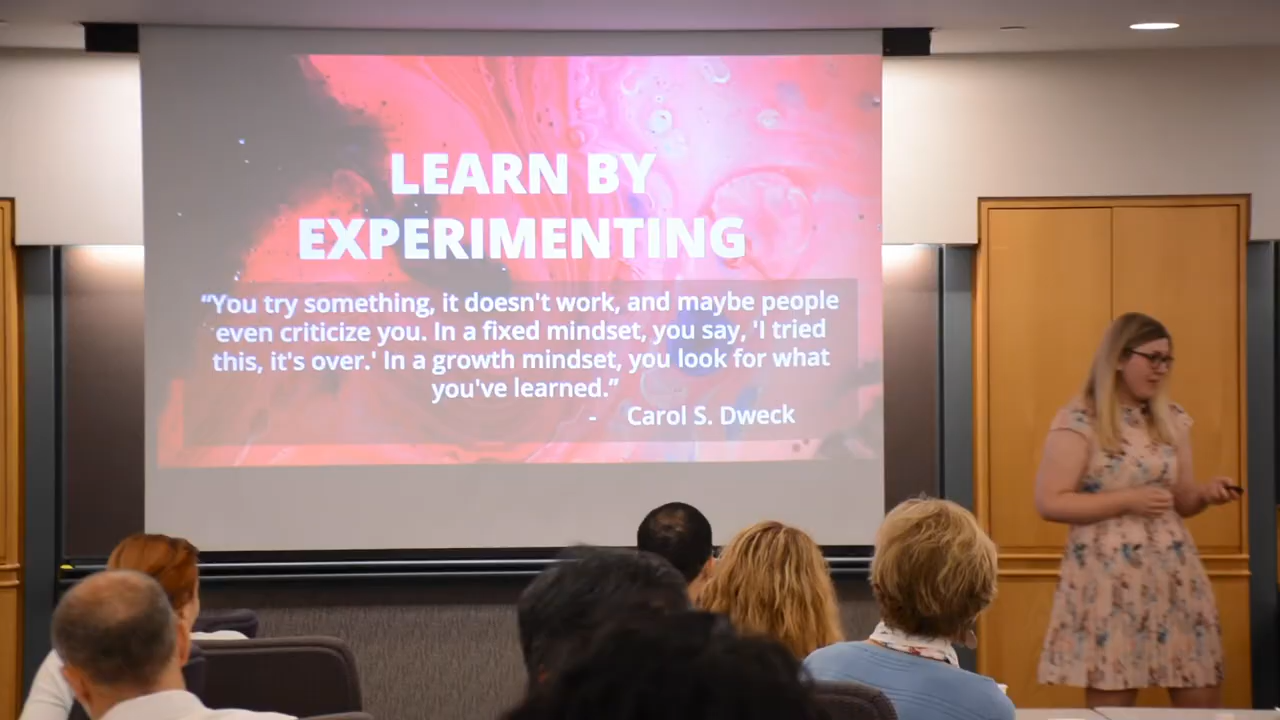 LEARN BY
EXPERIMENTING
“You try something, it doesn't work, and maybe people
even criticize you. In a fixed mindset, you say, 'I tried
this, it's over.' In a growth mindset, you look for what
you've learned.”
- Carol S. Dweck